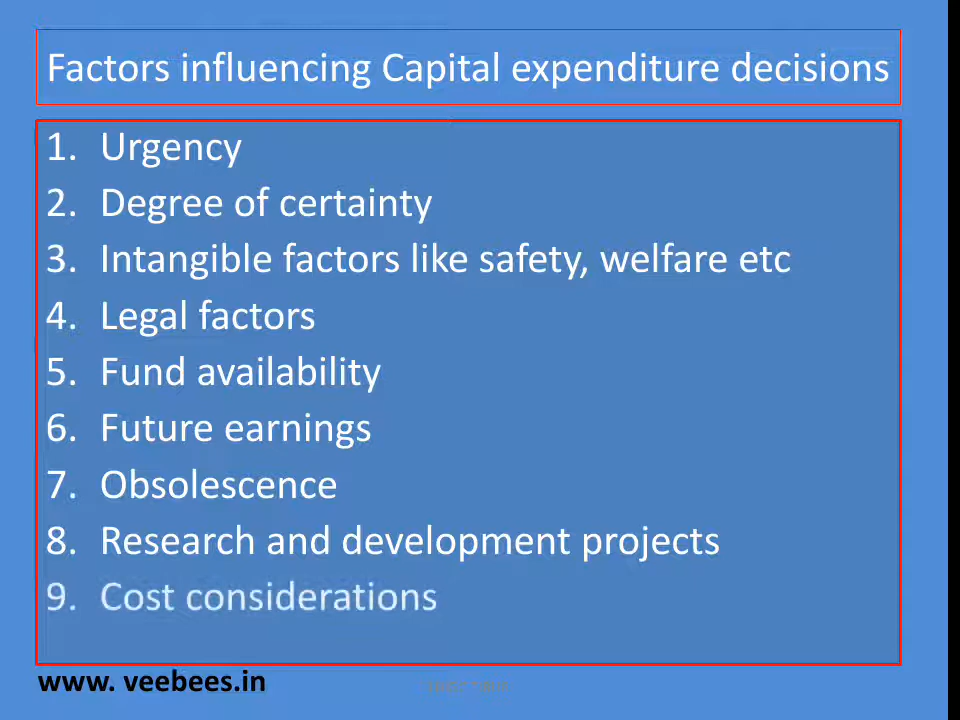 Factors influencing Capital expenditure decisions
1. Urgency
2. Degree of certainty
3. Intangible factors like safety, welfare etc
4. Legal factors
5. Fund availability
6. Future earnings
7. Obsolescence
8. Research and development projects
9. Cost considerations
www. veebees.in